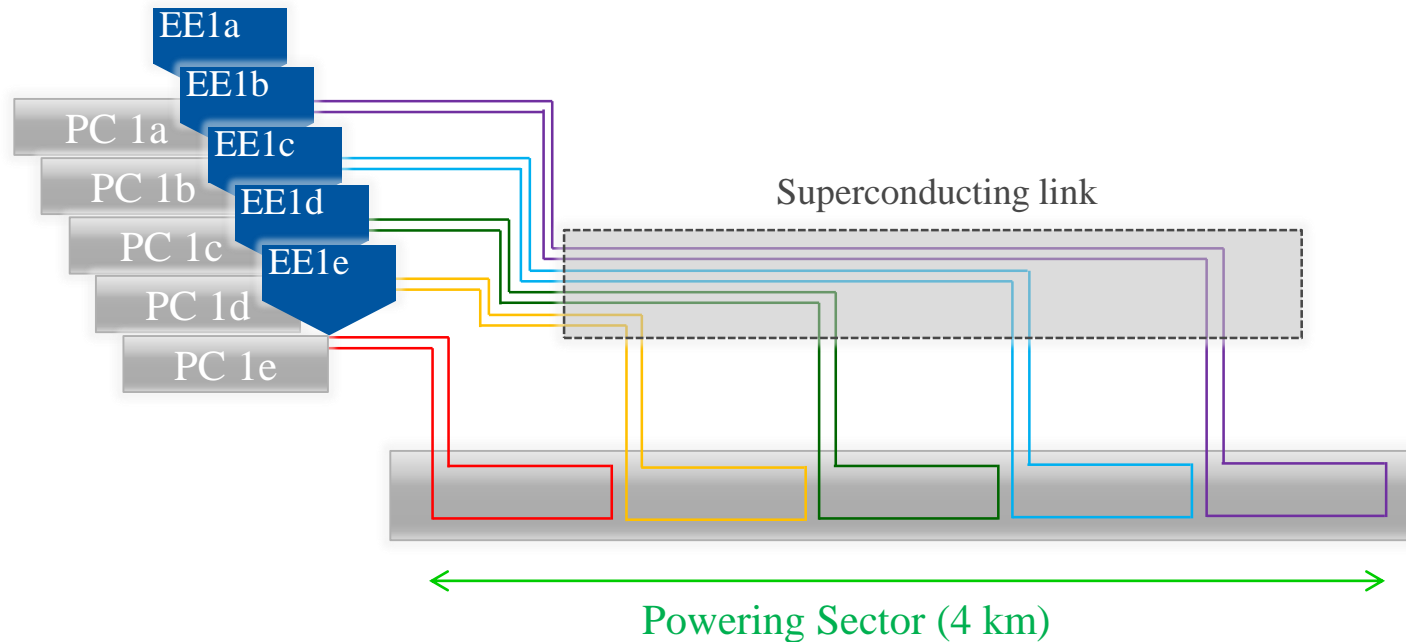 EE1a
EE1b
PC 1a
EE1c
PC 1b
EE1d
Superconducting link
PC 1c
EE1e
PC 1d
PC 1e
Powering Sector (4 km)